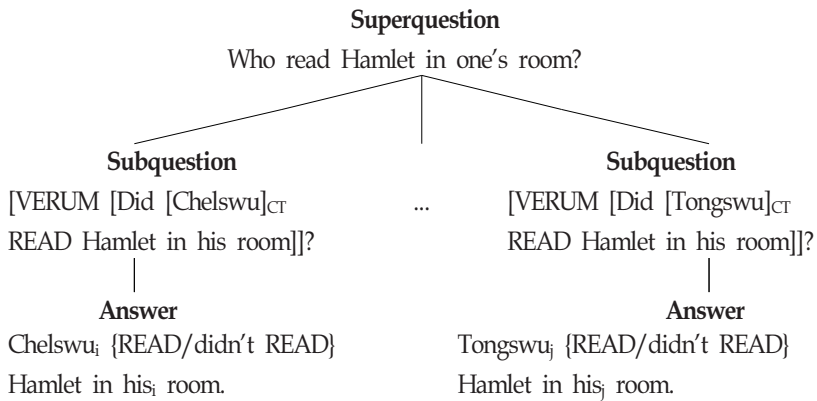 Superquestion
Who read Hamlet in one's room?
Subquestion Subquestion
[VERUM [Did [Chelswu]CT ... [VERUM [Did [Tongswu]CT
READ Hamlet in his room]]? READ Hamlet in his room]]?
Answer Answer
Chelswui {READ/didn't READ} Tongswuj {READ/didn't READ}
Hamlet in hisi room. Hamlet in hisj room.